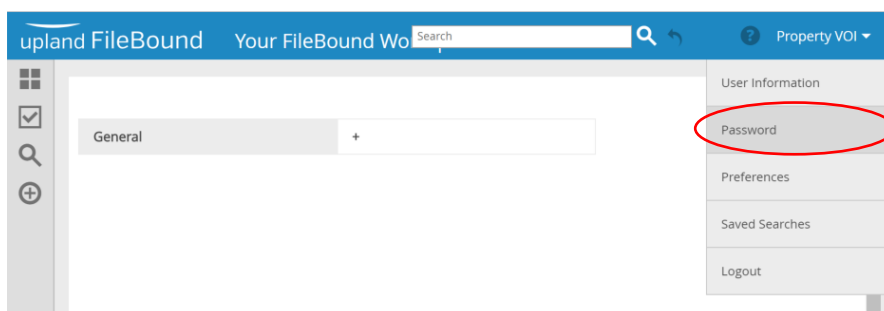 upland FileBound
Your FileBound Wo
Search
?
Property VOI
User Information
General
+
Password
Preferences
Saved Searches
Logout